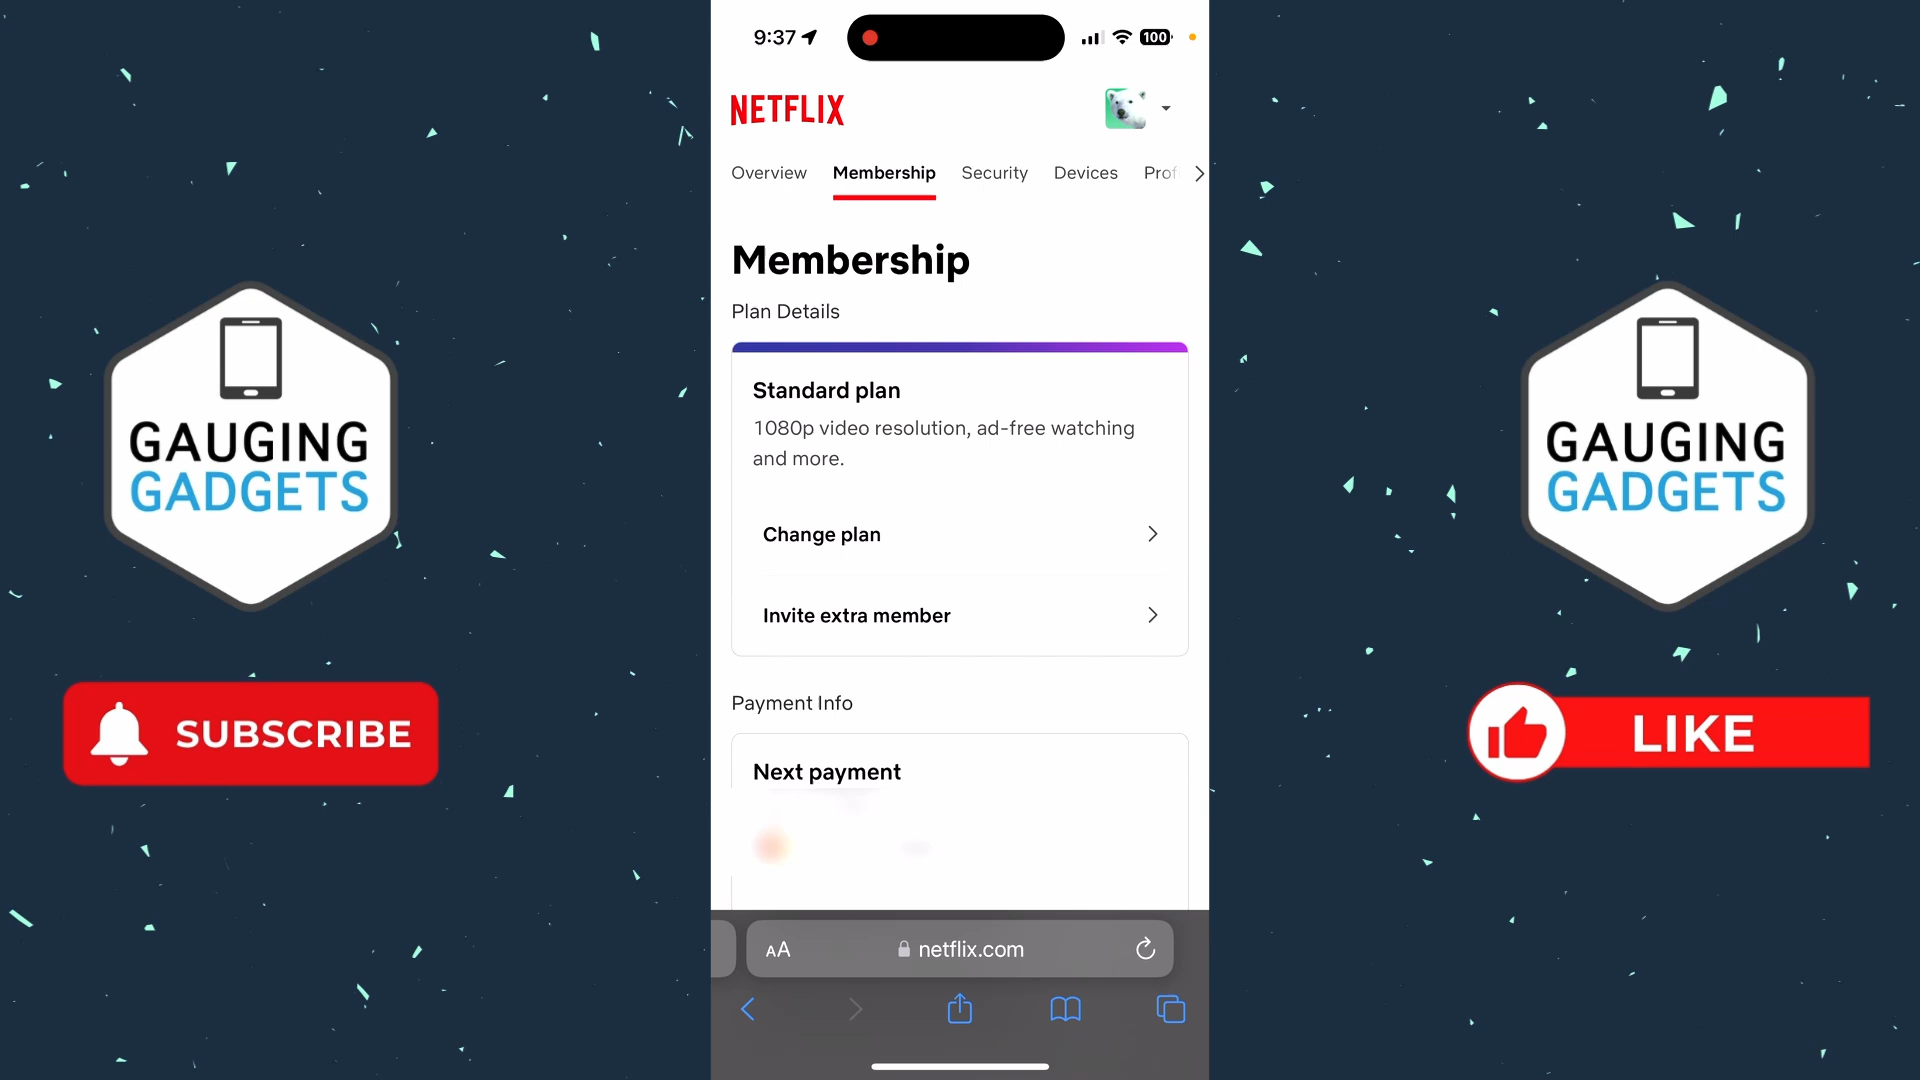 9:37
100
NETFLIX
Overview Membership Security Devices Prof
Membership
Plan Details
Standard plan
1080p video resolution, ad-free watching
and more.
Change plan
Invite extra member
Payment Info
Next payment
AA netflix.com
GAUGING
GADGETS
SUBSCRIBE
GAUGING
GADGETS
LIKE